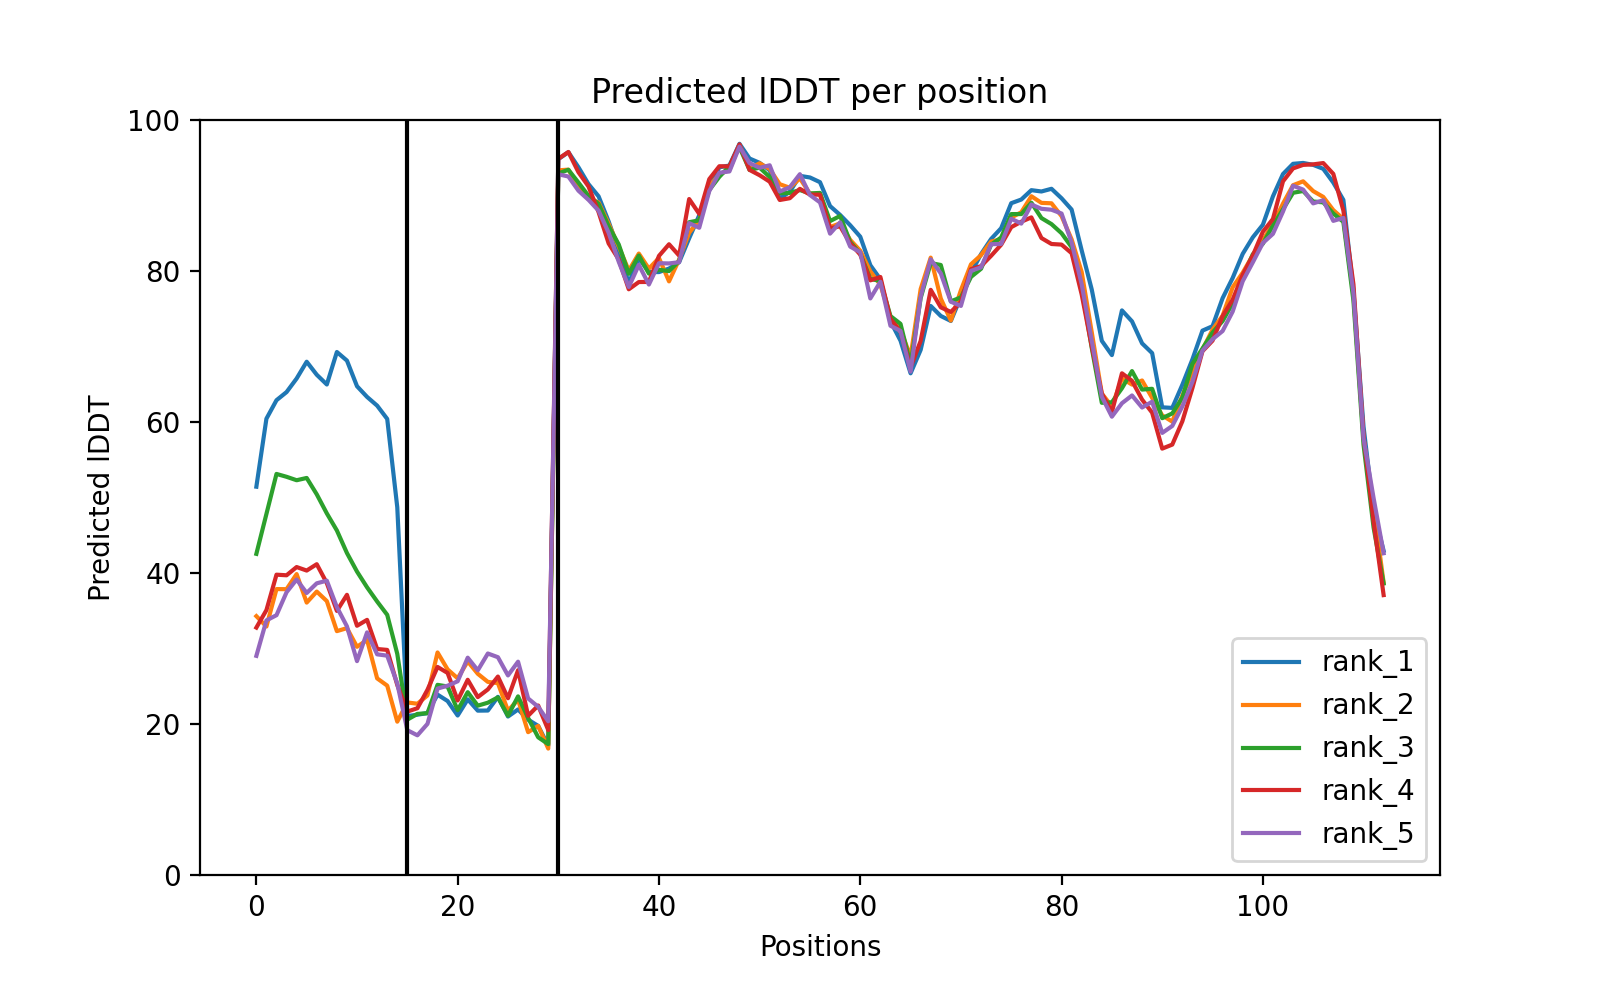 Predicted lDDT per position
100
80
60
40
20
0
Predicted lDDT
0 20 40 60 80 100
Positions
rank_1
rank_2
rank_3
rank_4
rank_5